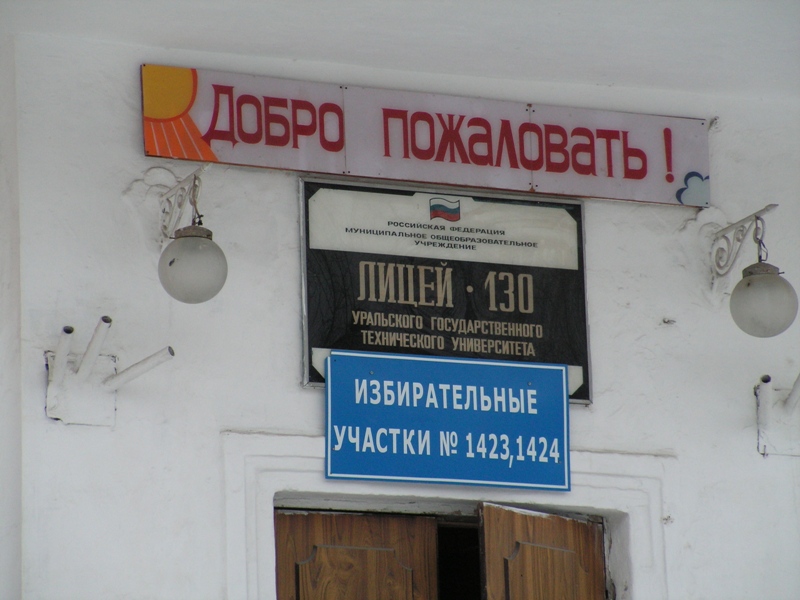 Добро пожаловать!
РОССИЙСКАЯ ФЕДЕРАЦИЯ
МУНИЦИПАЛЬНОЕ ОБЩЕОБРАЗОВАТЕЛЬНОЕ
УЧРЕЖДЕНИЕ
ЛИЦЕЙ · 130
УРАЛЬСКОГО ГОСУДАРСТВЕННОГО
ТЕХНИЧЕСКОГО УНИВЕРСИТЕТА
ИЗБИРАТЕЛЬНЫЕ
УЧАСТКИ № 1423,1424